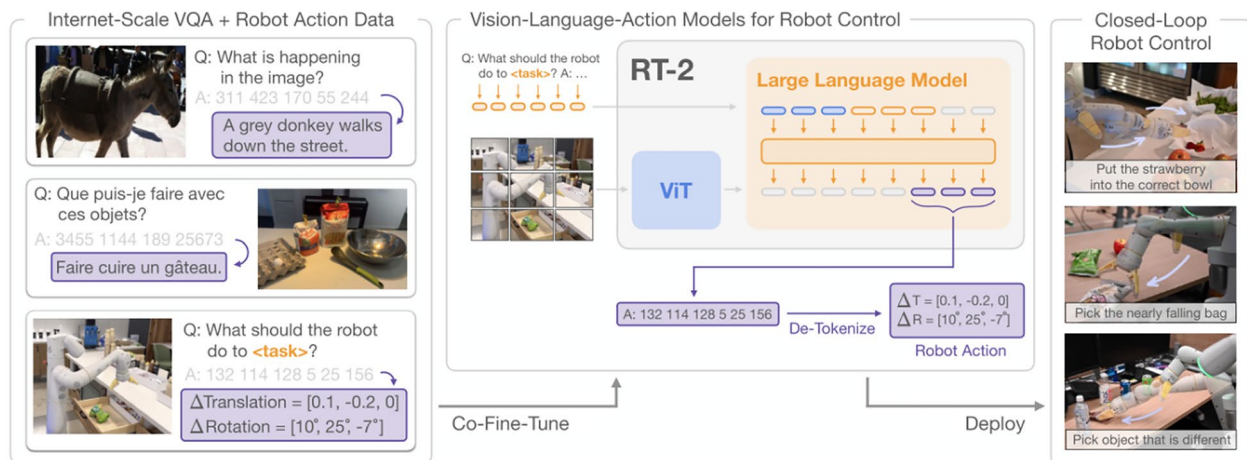 Internet-Scale VQA + Robot Action Data
Q: What is happening
in the image?
A: 311 423 170 55 244
A grey donkey walks
down the street.
Q: Que puis-je faire avec
ces objets?
A: 3455 1144 189 25673
Faire cuire un gâteau.
Q: What should the robot
do to <task>?
A: 132 114 128 5 25 156
ΔTranslation = [0.1, -0.2, 0]
ΔRotation = [10°, 25°, -7°]
Co-Fine-Tune
Vision-Language-Action Models for Robot Control
Q: What should the robot
do to <task>? A: ...
RT-2
Large Language Model
ViT
A: 132 114 128 5 25 156
De-Tokenize
ΔT = [0.1, -0.2, 0]
ΔR = [10°, 25°, -7°]
Robot Action
Deploy
Closed-Loop
Robot Control
Put the strawberry
into the correct bowl
Pick the nearly falling bag
Pick object that is different